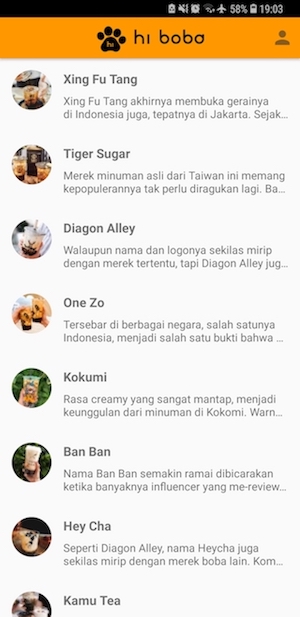 58% 19:03
hi hi bobo
Xing Fu Tang
Xing Fu Tang akhirnya membuka gerainya
di Indonesia juga, tepatnya di Jakarta. Sejak…
Tiger Sugar
Merek minuman asli dari Taiwan ini memang
kepopulerannya tak perlu diragukan lagi. Ba…
Diagon Alley
Walaupun nama dan logonya sekilas mirip
dengan merek tertentu, tapi Diagon Alley jug…
One Zo
Tersebar di berbagai negara, salah satunya
Indonesia, menjadi salah satu bukti bahwa …
Kokumi
Rasa creamy yang sangat mantap, menjadi
keunggulan dari minuman di Kokomi. Warn…
Ban Ban
Nama Ban Ban semakin ramai dibicarakan
ketika banyaknya influencer yang me-review…
Hey Cha
Seperti Diagon Alley, nama Heycha juga
sekilas mirip dengan merek boba lain. Kom…
Kamu Tea